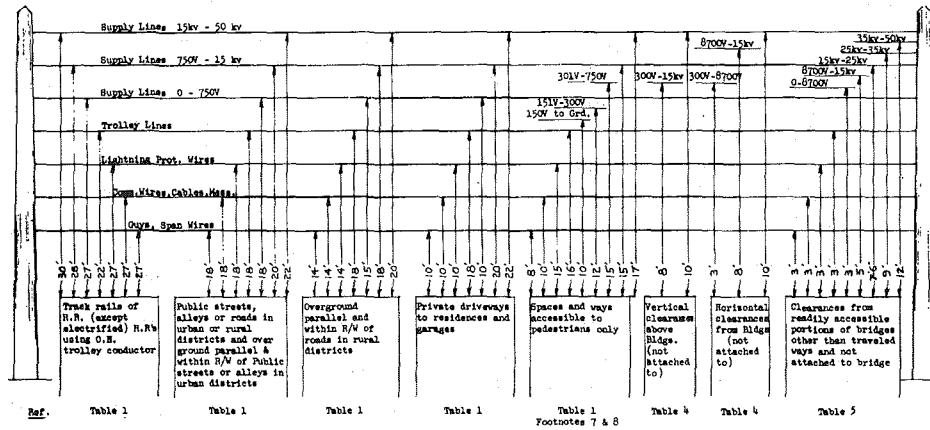 Supply Lines 15kv - 50 kv
35kv-50kv
8700V-15kv
25kv-35kv
Supply Lines 750V - 15 kv
15kv-25kv
301V-750V
300V-15kv
300V-8700V
8700V-15kv
0-8700V
Supply Lines 0 - 750V
151V-300V
150V to Grd.
Trolley Lines
Lightning Prot. Wires
Wires, Cables, Mess.
Guys, Span Wires
30' 28' 27' 22' 27' 27' 27'
18' 18' 18' 18' 18' 20' 22'
14' 14' 14' 18' 15' 18' 20'
10' 10' 10' 18' 10' 20' 22'
8' 10' 15' 16' 10' 12' 15' 15' 17'
8' 10'
3' 8' 10'
3' 3' 3' 3' 3' 5' 9' 12'
Track rails of
R.R. (except
electrified) R.R's
using O.H.
trolley conductor
Public streets,
alleys or roads in
urban or rural
districts and over
ground parallel &
within R/W of Public
streets or alleys in
urban districts
Overground
parallel and
within R/W of
roads in rural
districts
Private driveways
to residences and
garages
Spaces and ways
accessible to
pedestrians only
Vertical
clearances
above
Bldgs.
(not
attached
to)
Horizontal
clearances
from Bldgs
(not
attached
to)
Clearances from
readily accessible
portions of bridges
other than traveled
ways and not
attached to bridge
Ref. Table 1 Table 1 Table 1 Table 1 Table 1 Table 4 Table 4 Table 5
Footnotes 7 & 8